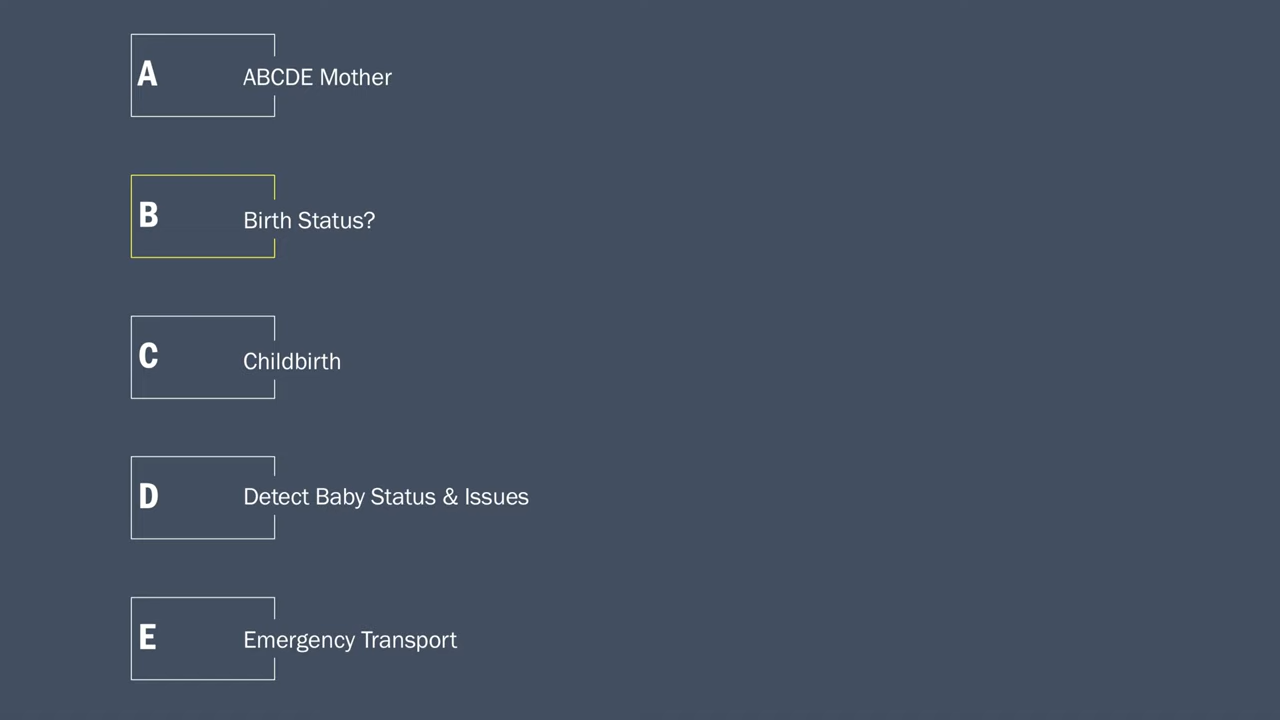 A
ABCDE Mother
B
Birth Status?
C
Childbirth
D
Detect Baby Status & Issues
E
Emergency Transport